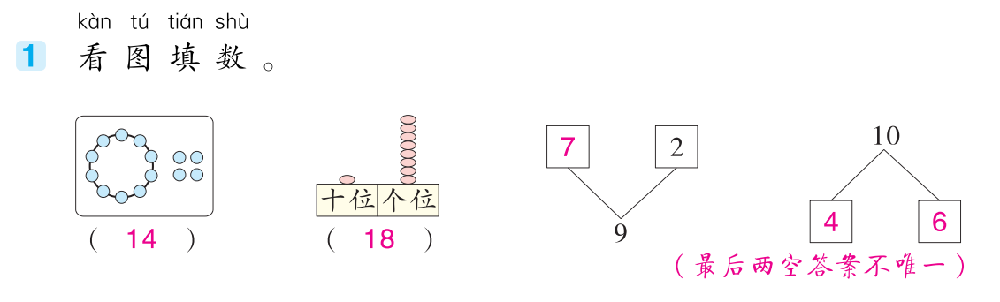 kàn tú tián shù
1 看图填数。
7 2 10
十位 个位
4 6
9
( 14 ) ( 18 )
(最后两空答案不唯一)